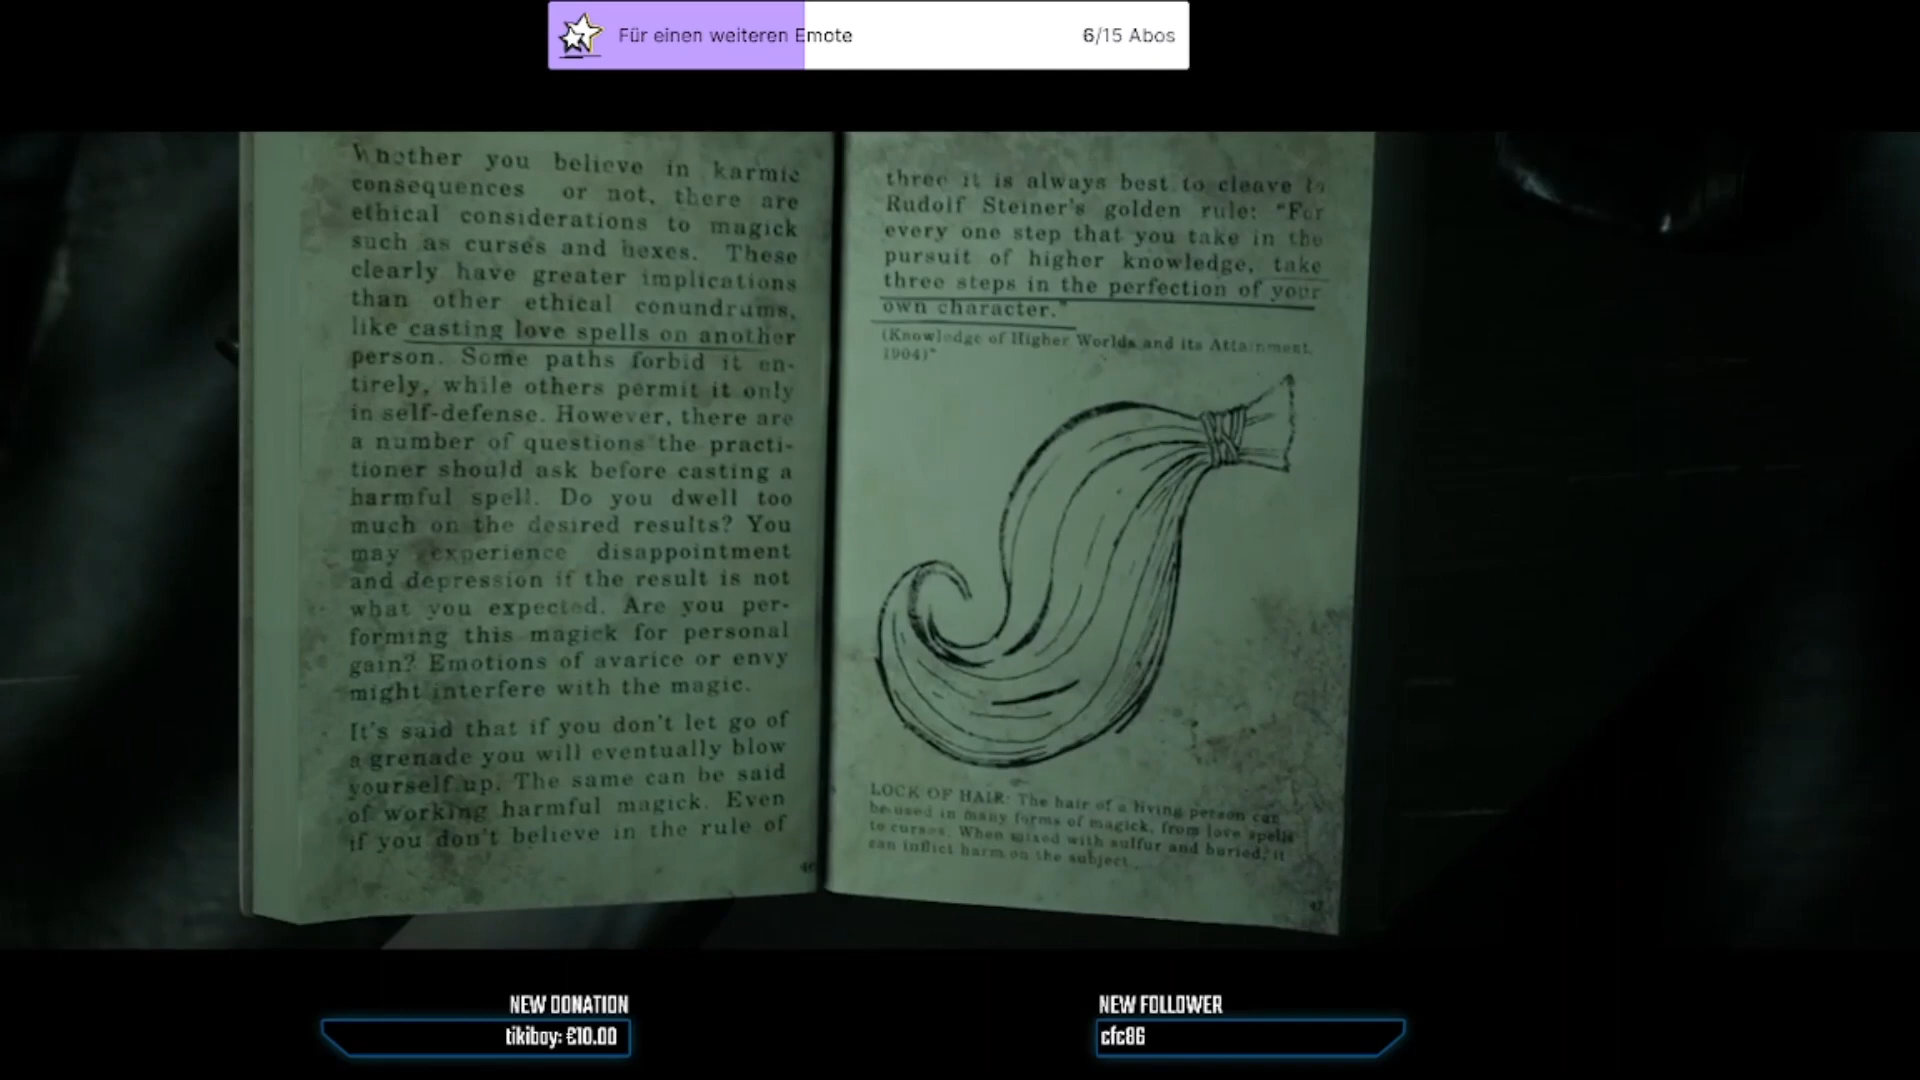 Für einen weiteren Emote
6/15 Abos
Whether you believe in karmic
consequences or not, there are
ethical considerations to magick
such as curses and hexes. These
clearly have greater implications
than other ethical conundrums,
like casting love spells on another
person. Some paths forbid it en-
tirely, while others permit it only
in self-defense. However, there are
a number of questions the practi-
tioner should ask before casting a
harmful spell. Do you dwell too
much on the desired results? You
may experience disappointment
and depression if the result is not
what you expected. Are you per-
forming this magick for personal
gain? Emotions of avarice or envy
might interfere with the magic.
It's said that if you don't let go of
a grenade you will eventually blow
yourself up. The same can be said
of working harmful magick. Even
if you don't believe in the rule of
three it is always best to cleave to
Rudolf Steiner's golden rule: "For
every one step that you take in the
pursuit of higher knowledge, take
three steps in the perfection of your
own character."
(Knowledge of Higher Worlds and its Attainment,
1904)"
LOCK OF HAIR: The hair of a living person can
be used in many forms of magick, from love spells
to curses. When mixed with sulfur and buried, it
can inflict harm on the subject.
NEW DONATION
tikiboy: €10.00
NEW FOLLOWER
cfc86